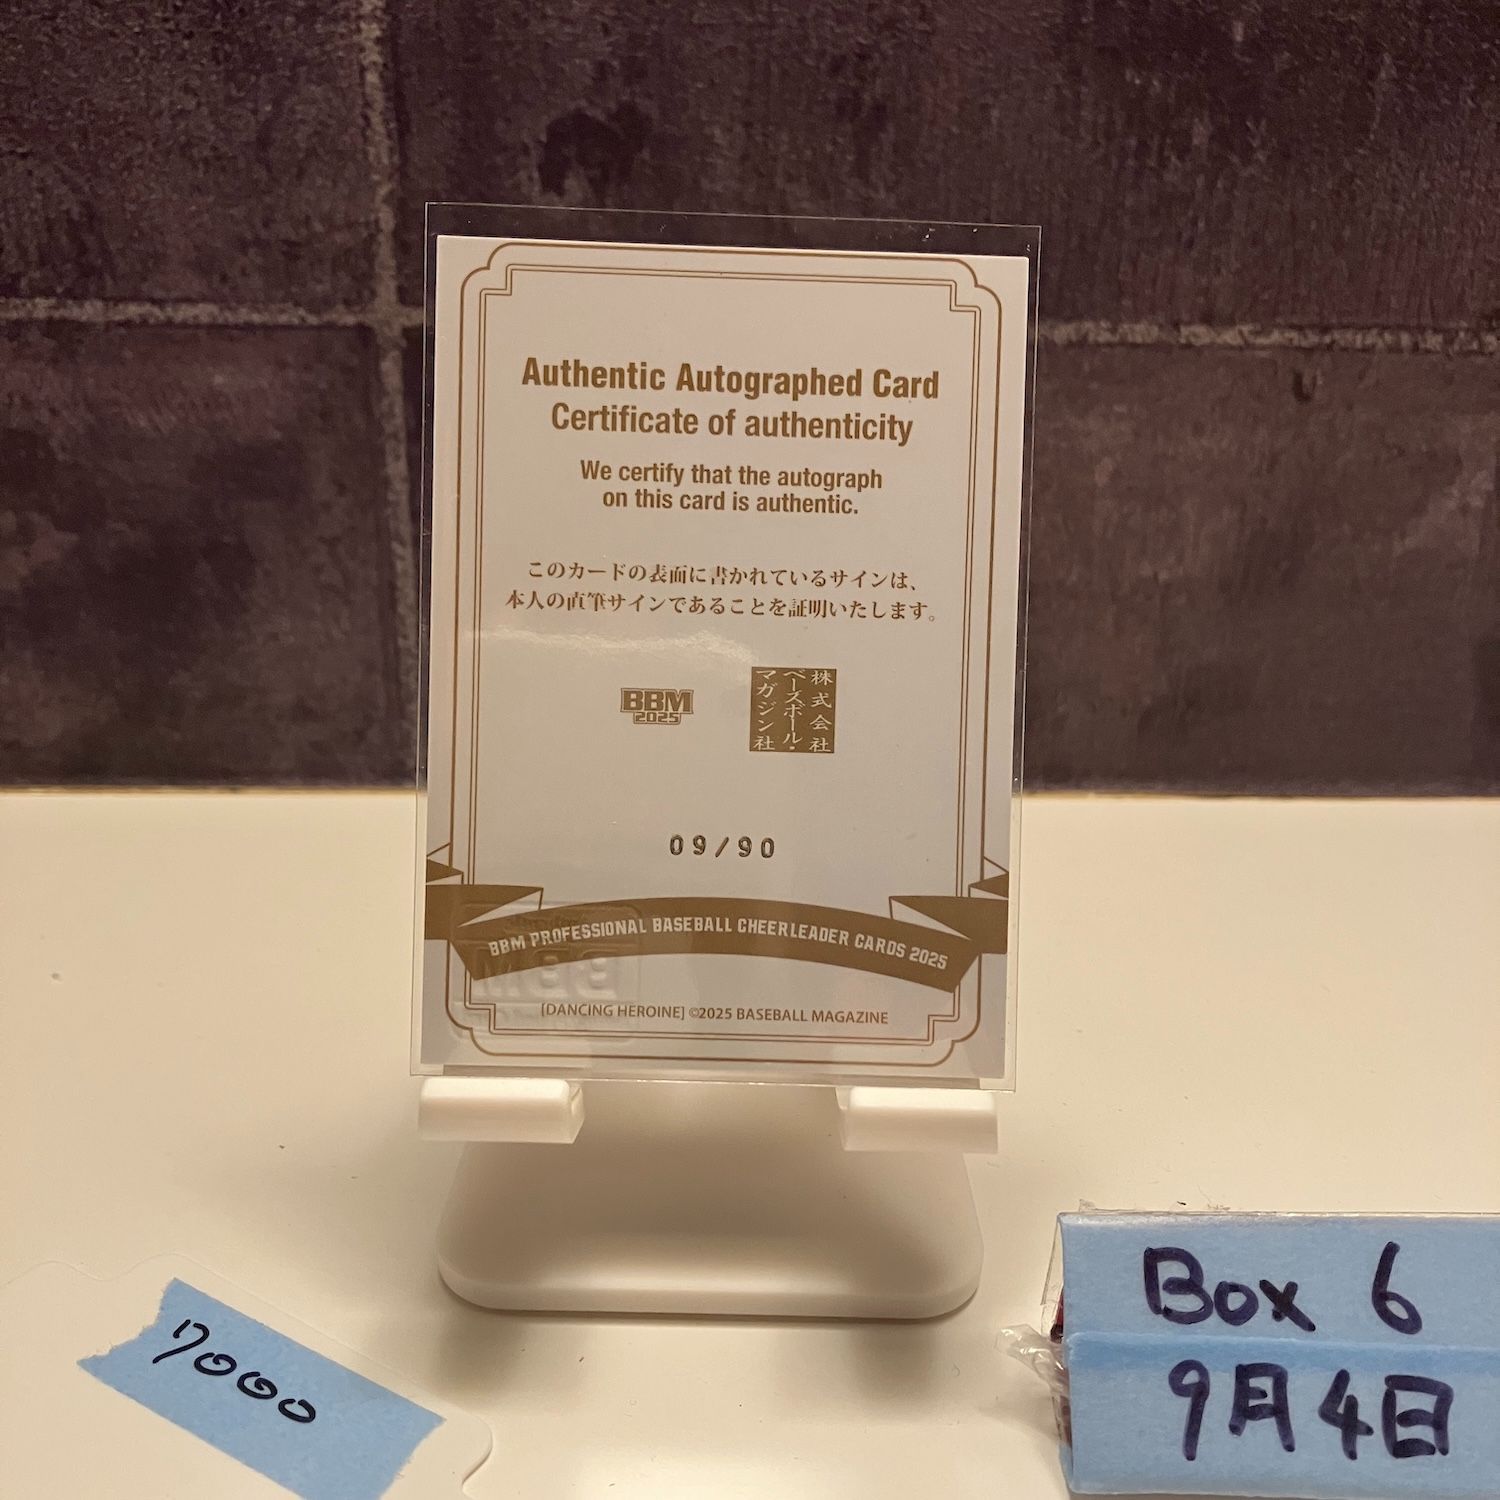 Authentic Autographed Card
Certificate of authenticity
We certify that the autograph
on this card is authentic.
このカードの表面に書かれているサインは、
本人の直筆サインであることを証明いたします。
BBM
2025
株式会社
ベースボール・
マガジン社
09/90
BBM PROFESSIONAL BASEBALL CHEERLEADER CARDS 2025
[DANCING HEROINE] ©2025 BASEBALL MAGAZINE
7000
Box 6
9月4日